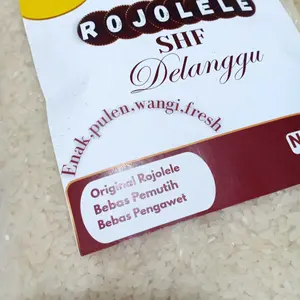 ROJOLELE
SHF
Delanggu
Enak,pulen,wangi,fresh
Original Rojolele
Bebas Pemutih
Bebas Pengawet
N